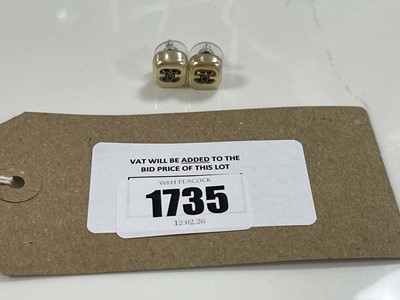 VAT WILL BE ADDED TO THE
BID PRICE OF THIS LOT
W&H PEACOCK
1735
12.02.26